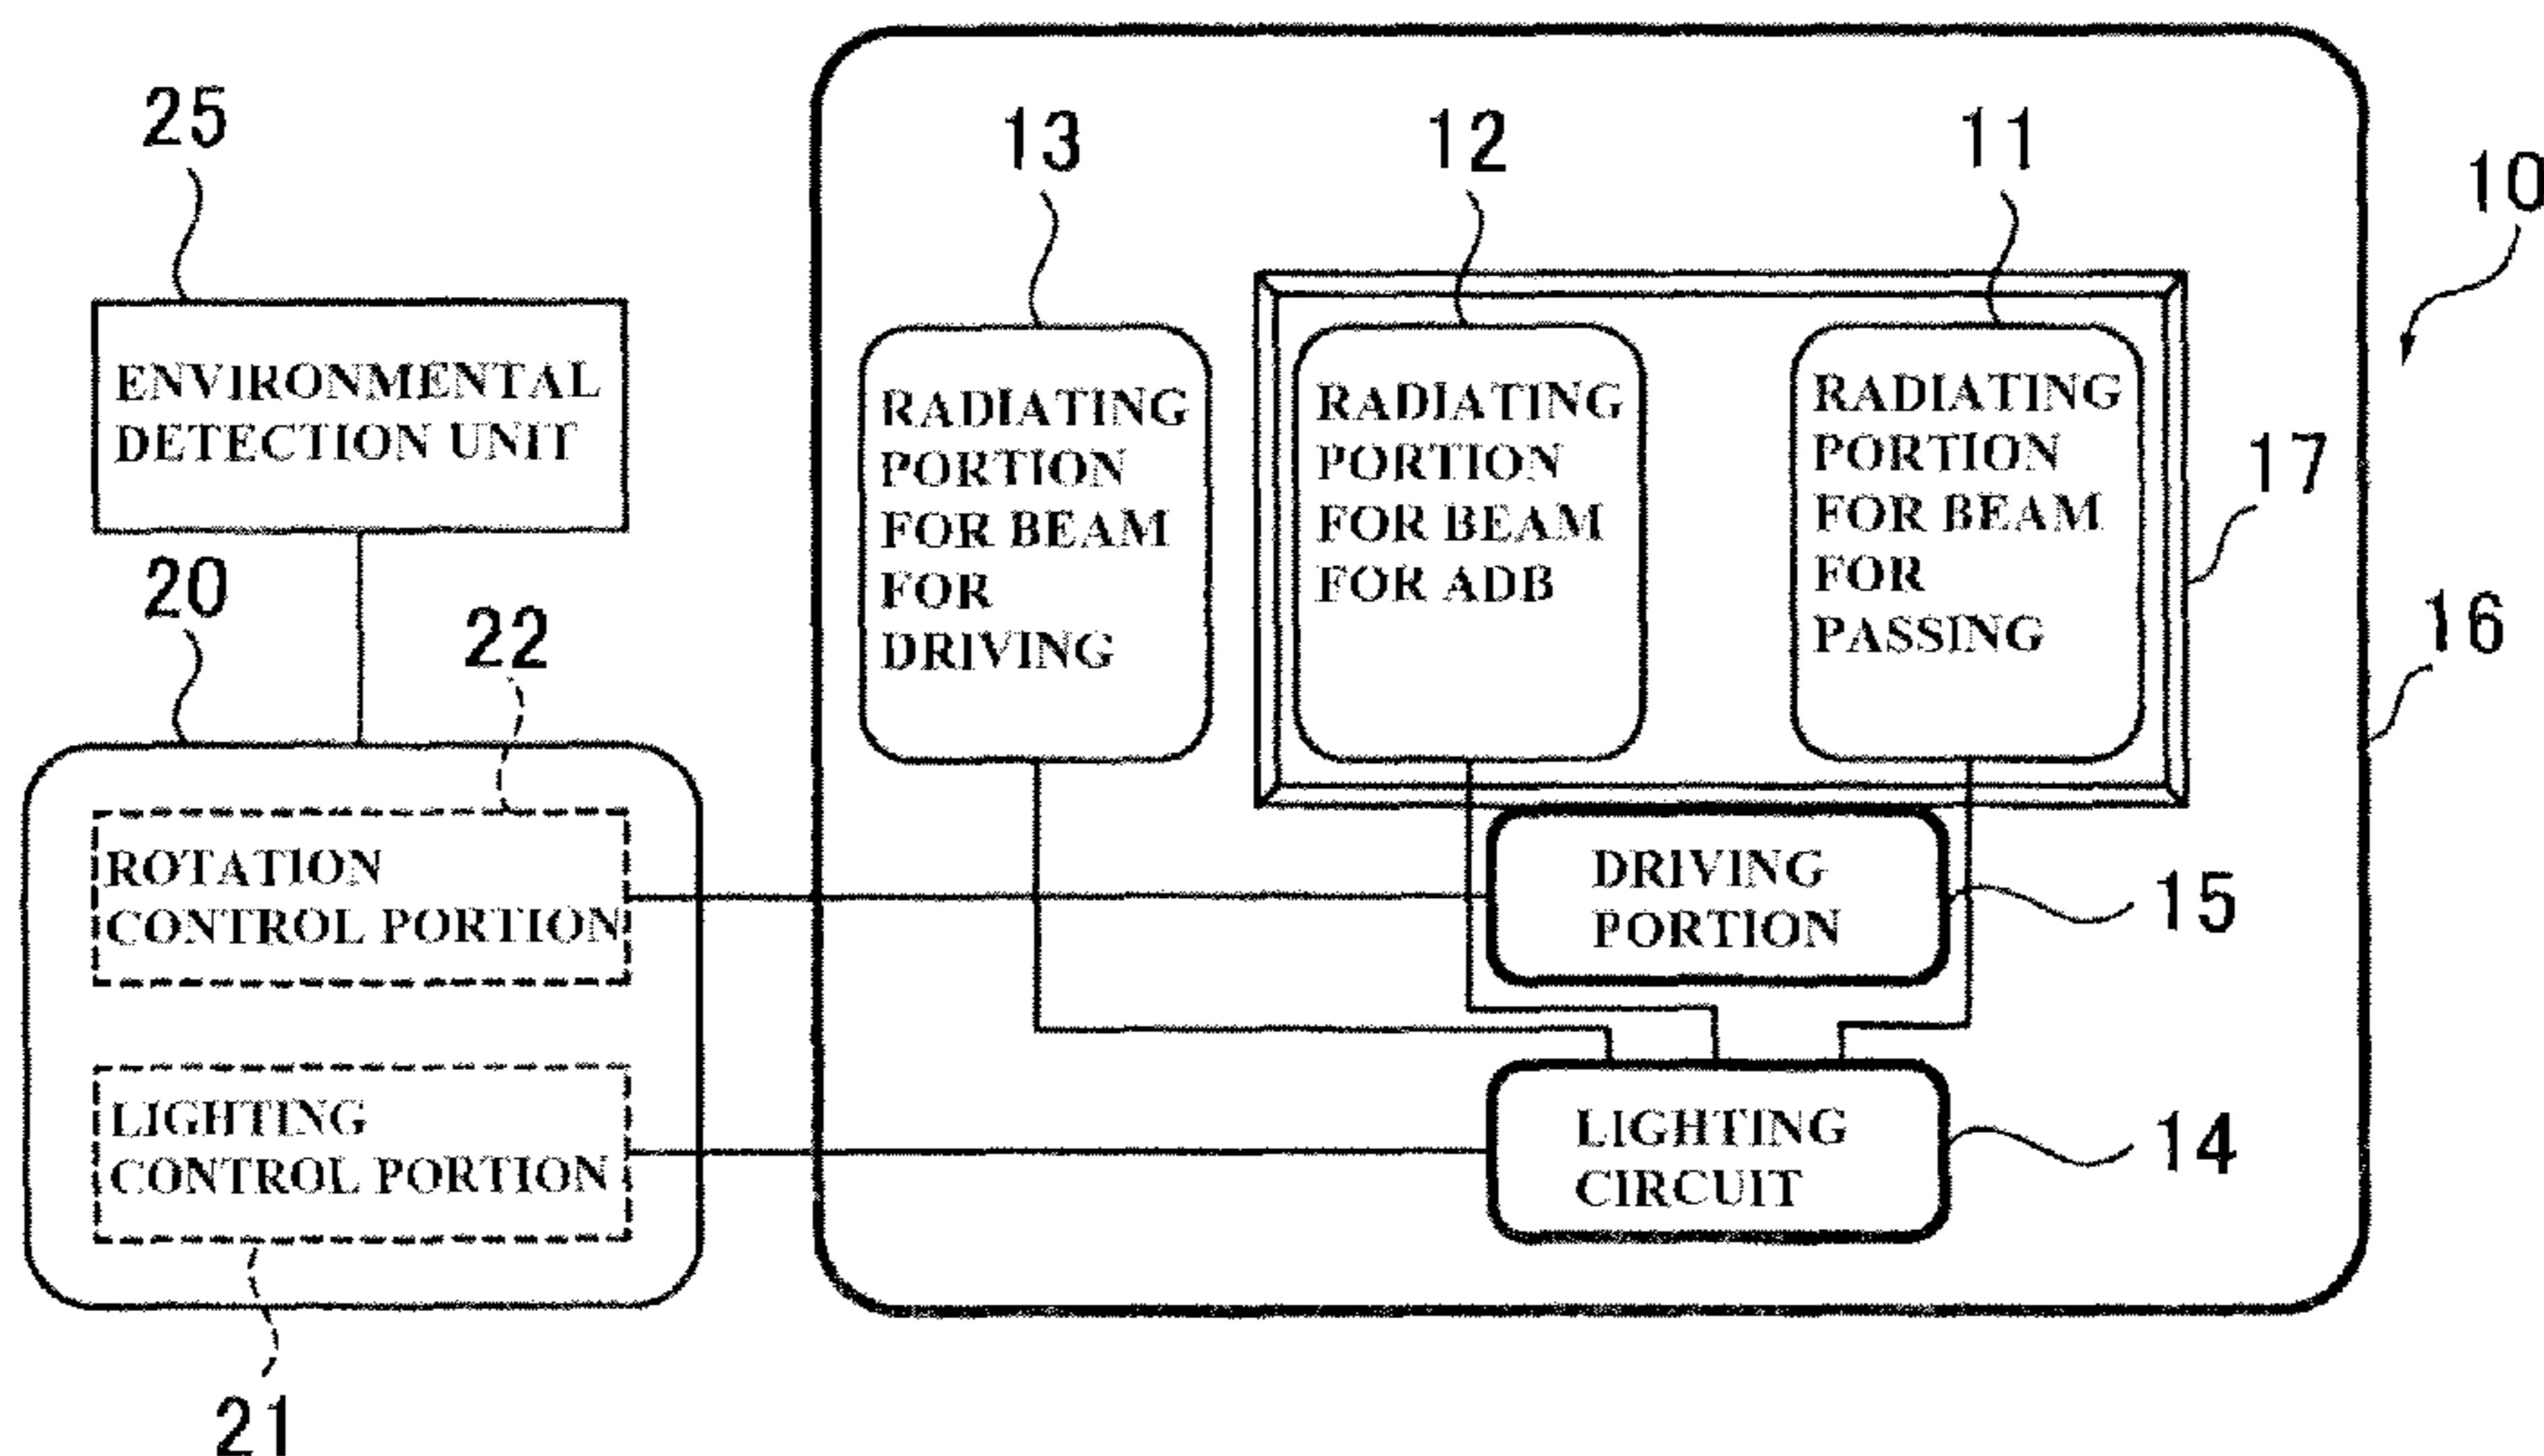 25
13
12
11
10
ENVIRONMENTAL
DETECTION UNIT
RADIATING
PORTION
FOR BEAM
FOR
DRIVING
RADIATING
PORTION
FOR BEAM
FOR ADB
RADIATING
PORTION
FOR BEAM
FOR
PASSING
17
20
22
16
ROTATION
CONTROL PORTION
DRIVING
PORTION
15
LIGHTING
CONTROL PORTION
LIGHTING
CIRCUIT
14
21